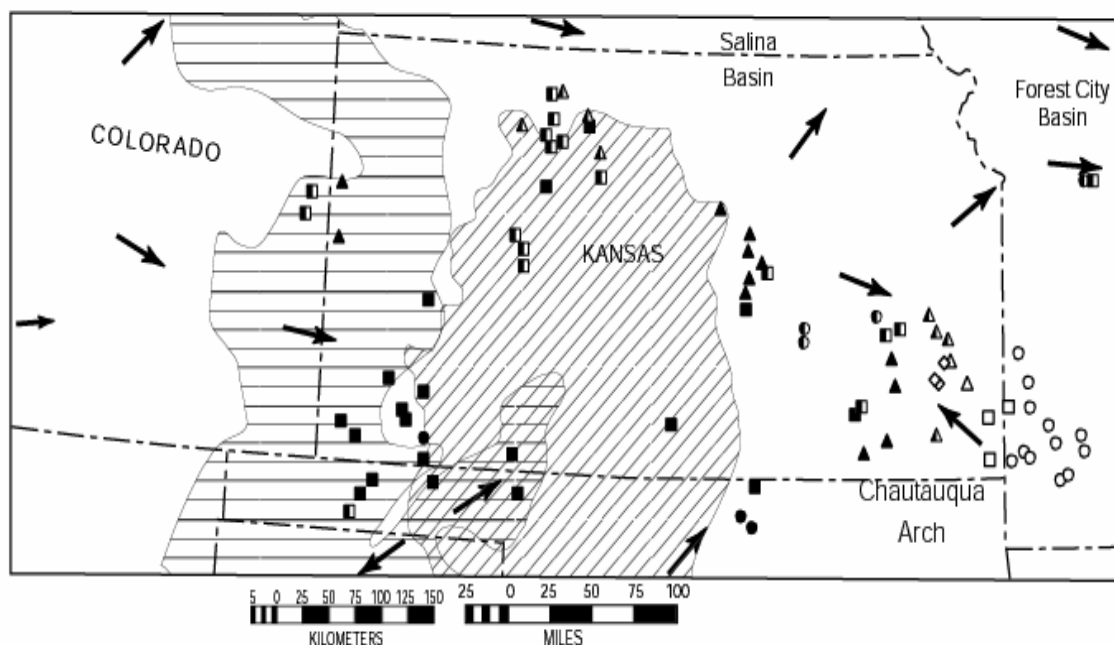 Salina
Basin
Forest City
Basin
COLORADO
KANSAS
Chautauqua
Arch
5 0 25 50 75 100 125 150
KILOMETERS
25 0 25 50 100
MILES